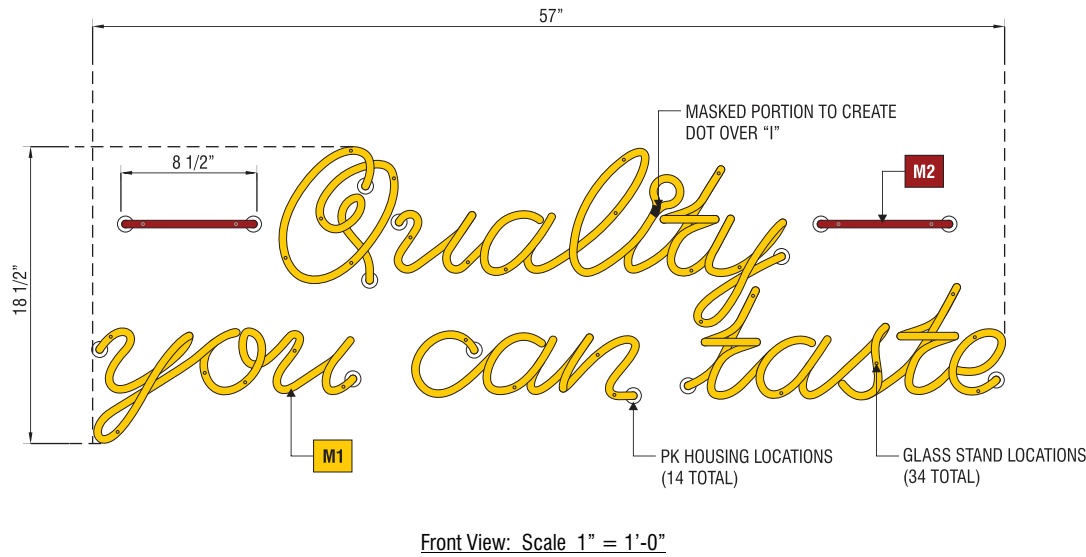 57”
MASKED PORTION TO CREATE
DOT OVER “I”
8 1/2”
M2
Quality
18 1/2”
you can taste
M1
PK HOUSING LOCATIONS
(14 TOTAL)
GLASS STAND LOCATIONS
(34 TOTAL)
Front View: Scale 1” = 1’-0”